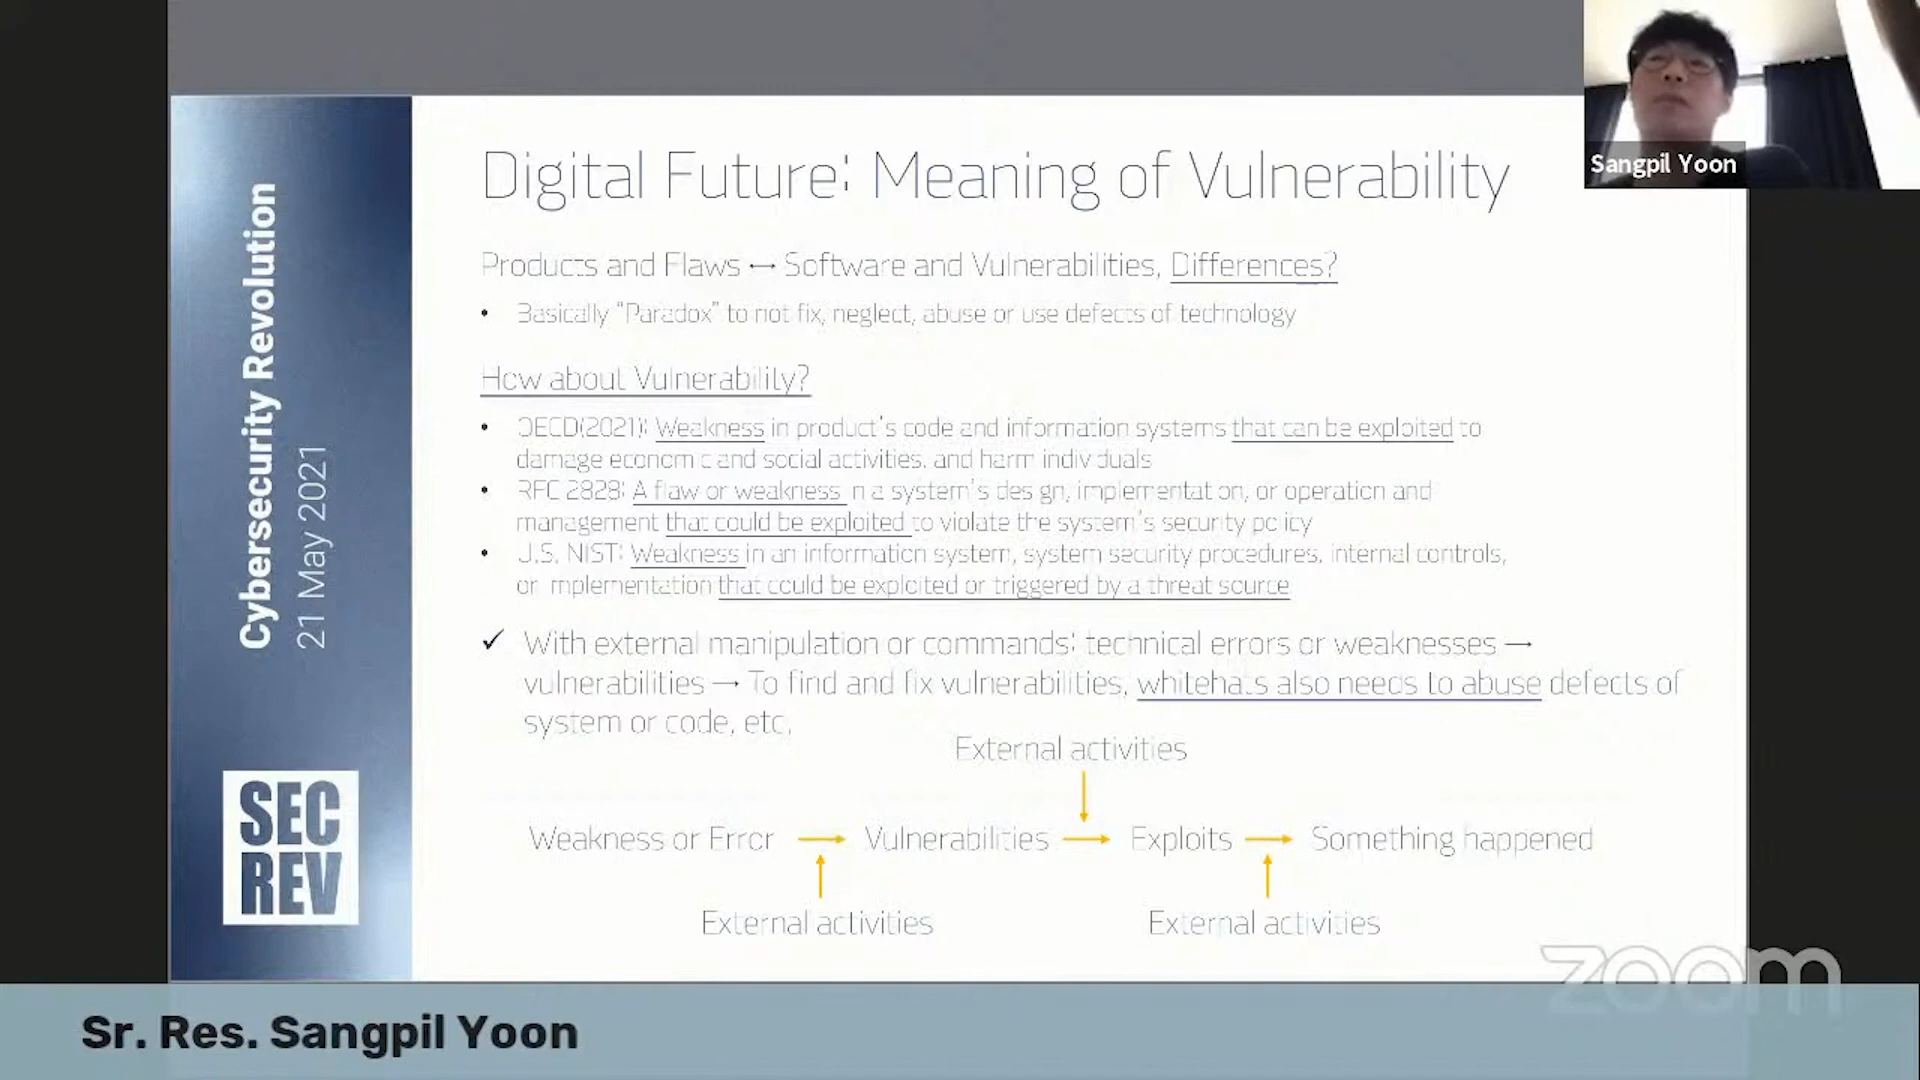 Sangpil Yoon
Cybersecurity Revolution
21 May 2021
SEC
REV
Digital Future: Meaning of Vulnerability
Products and Flaws ↔ Software and Vulnerabilities, Differences?
• Basically “Paradox” to not fix, neglect, abuse or use defects of technology
How about Vulnerability?
• OECD(2021): Weakness in product's code and information systems that can be exploited to
damage economic and social activities, and harm individuals
• RFC 2828: A flaw or weakness in a system's design, implementation, or operation and
management that could be exploited to violate the system's security policy
• U.S. NIST: Weakness in an information system, system security procedures, internal controls,
or implementation that could be exploited or triggered by a threat source
✓ With external manipulation or commands: technical errors or weaknesses →
vulnerabilities → To find and fix vulnerabilities, whitehats also needs to abuse defects of
system or code, etc.
External activities
Weakness or Error → Vulnerabilities → Exploits → Something happened
External activities External activities
zoom
Sr. Res. Sangpil Yoon